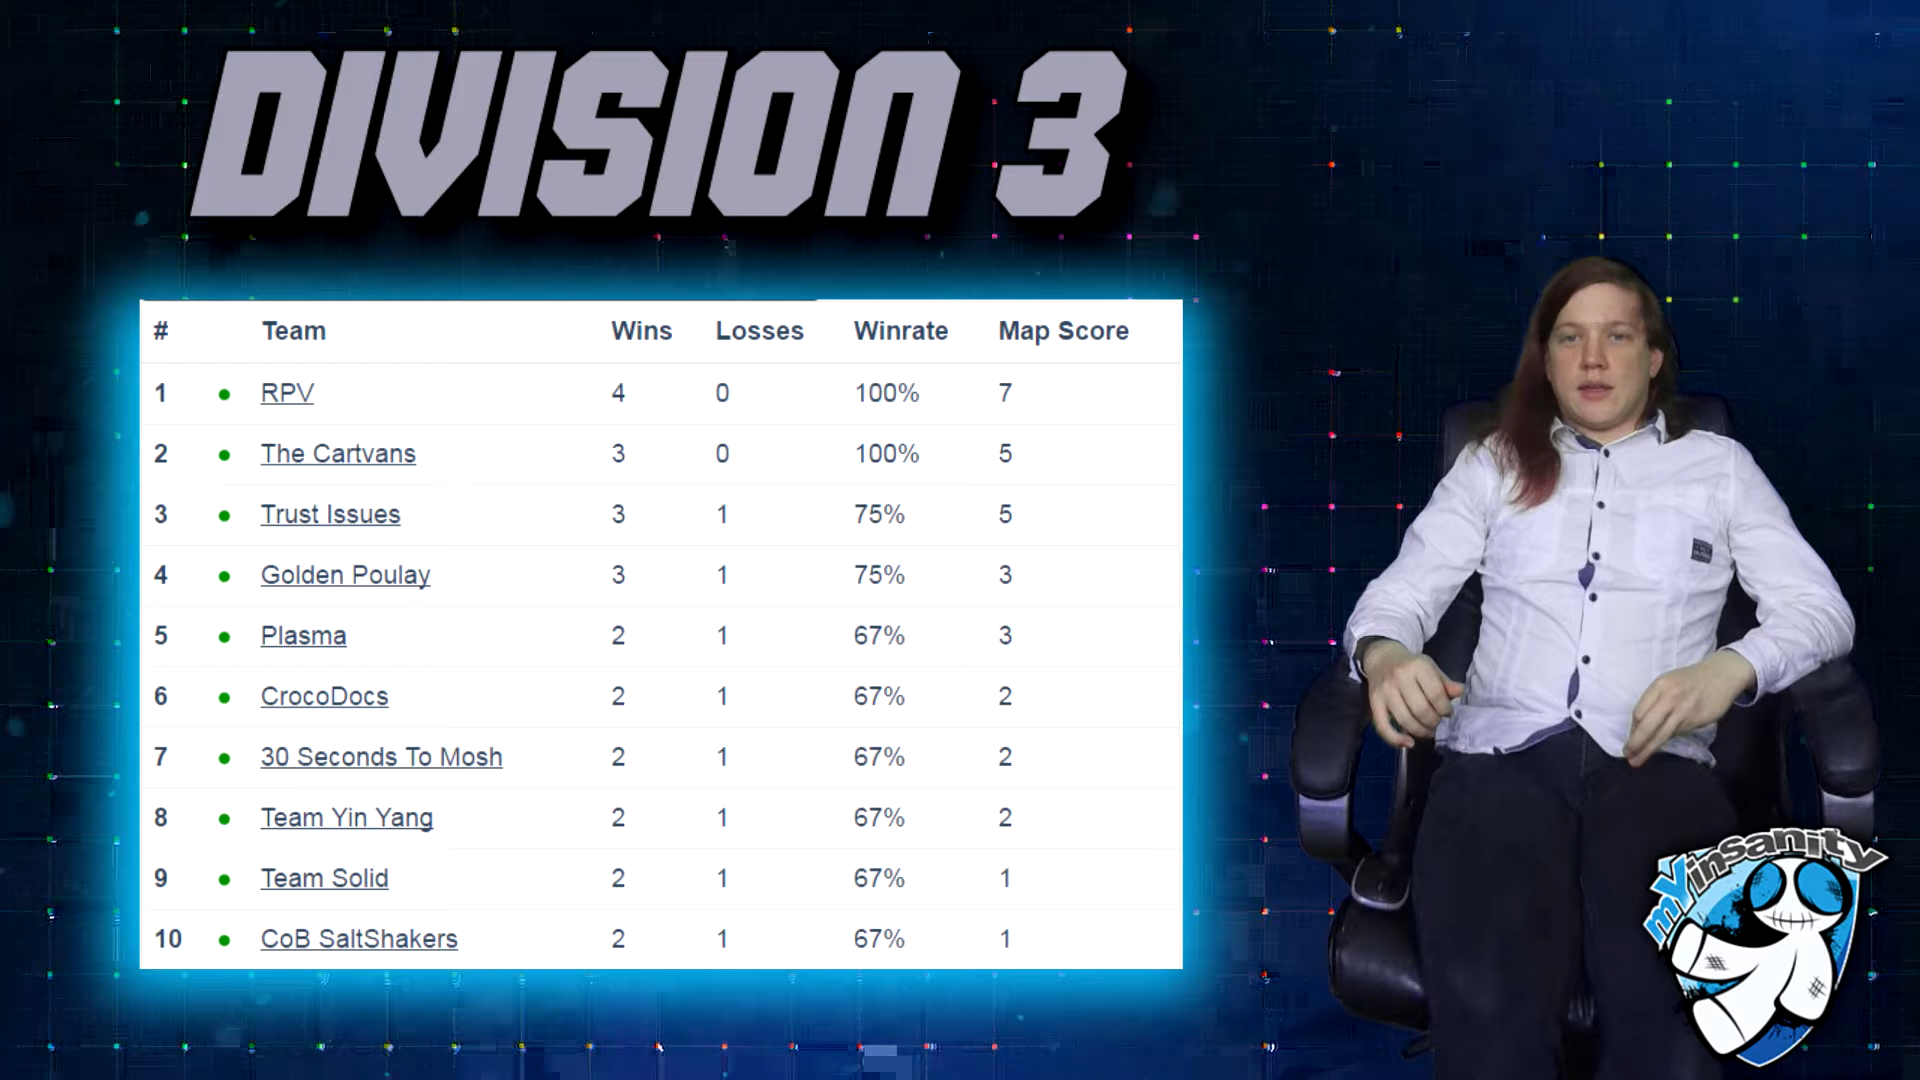 DIVISION 3
# Team Wins Losses Winrate Map Score
1 RPV 4 0 100% 7
2 The Cartvans 3 0 100% 5
3 Trust Issues 3 1 75% 5
4 Golden Poulay 3 1 75% 3
5 Plasma 2 1 67% 3
6 CrocoDocs 2 1 67% 2
7 30 Seconds To Mosh 2 1 67% 2
8 Team Yin Yang 2 1 67% 2
9 Team Solid 2 1 67% 1
10 CoB SaltShakers 2 1 67% 1
mYinsanity